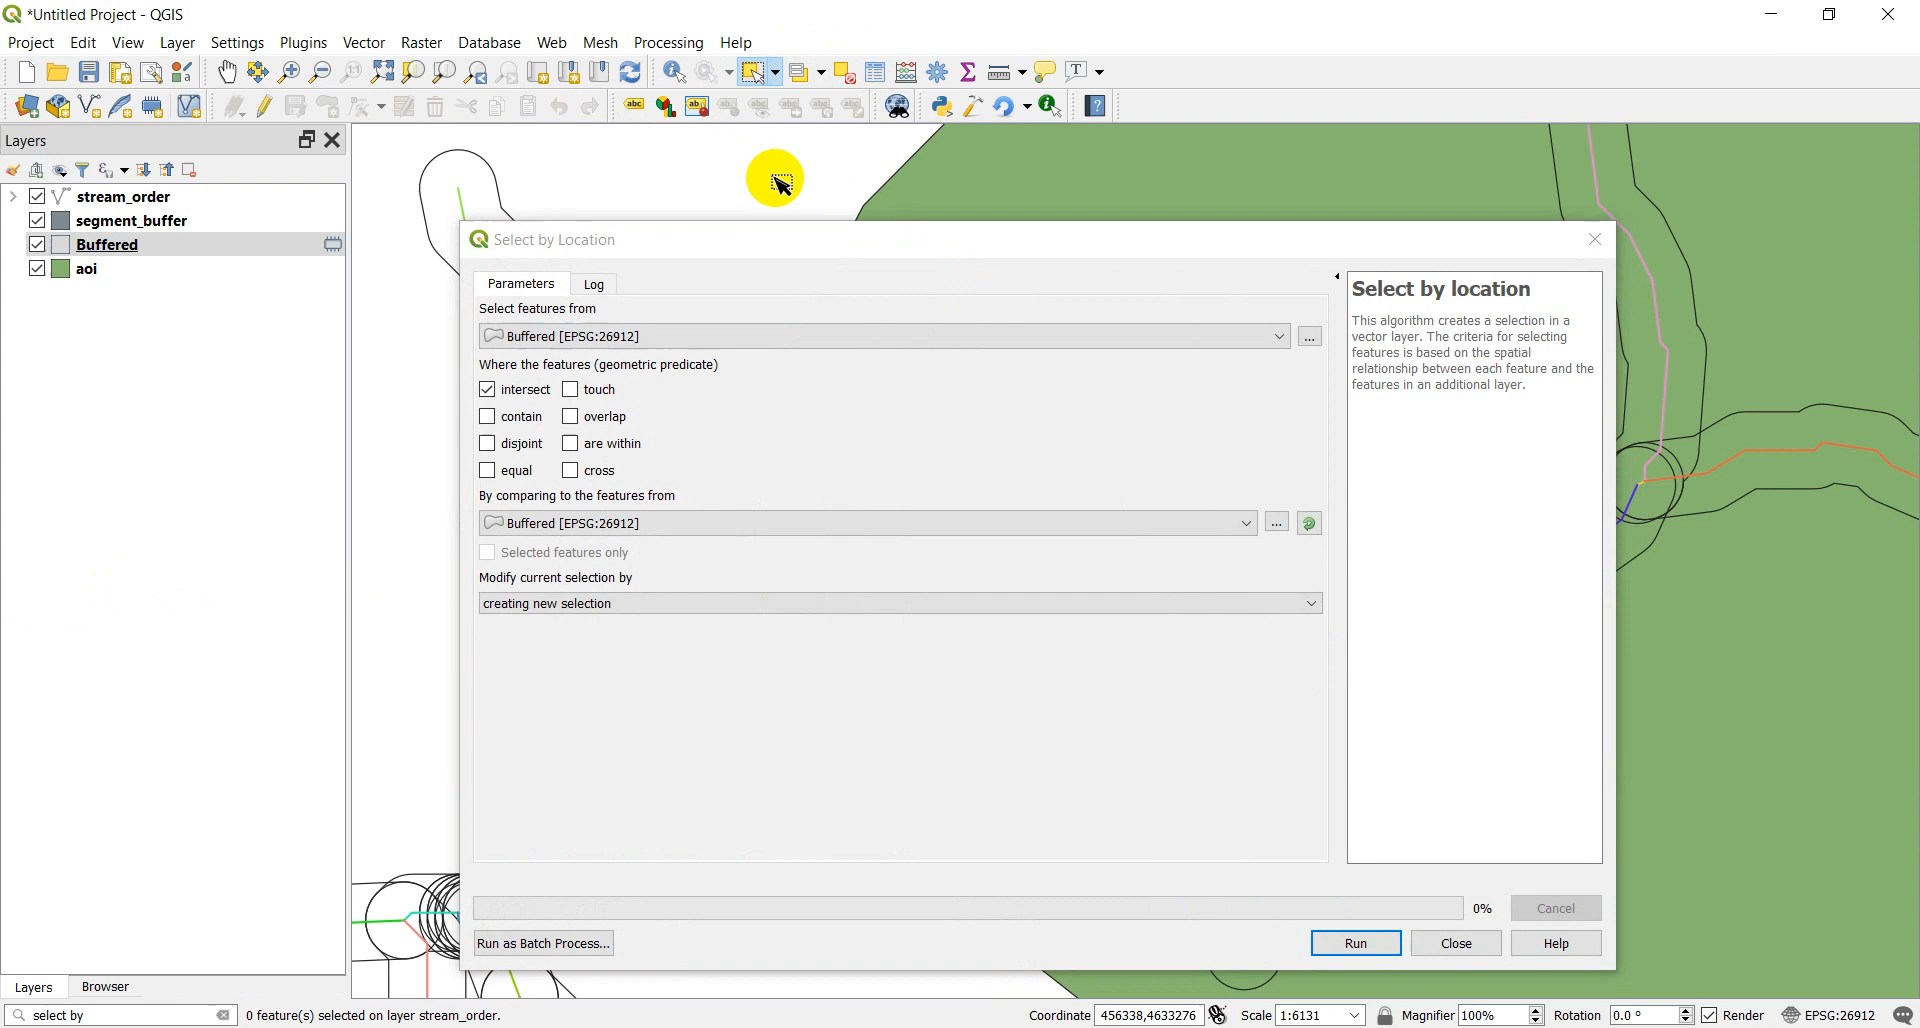 *Untitled Project - QGIS
Project Edit View Layer Settings Plugins Vector Raster Database Web Mesh Processing Help
Layers
stream_order
segment_buffer
Buffered
aoi
Select by Location
Parameters Log
Select features from
Buffered [EPSG:26912]
...
Where the features (geometric predicate)
intersect touch
contain overlap
disjoint are within
equal cross
By comparing to the features from
Buffered [EPSG:26912]
...
Selected features only
Modify current selection by
creating new selection
Select by location
This algorithm creates a selection in a
vector layer. The criteria for selecting
features is based on the spatial
relationship between each feature and the
features in an additional layer.
0% Cancel
Run as Batch Process... Run Close Help
Layers Browser
select by 0 feature(s) selected on layer stream_order. Coordinate 456338,4633276 Scale 1:6131 Magnifier 100% Rotation 0.0 ° Render EPSG:26912